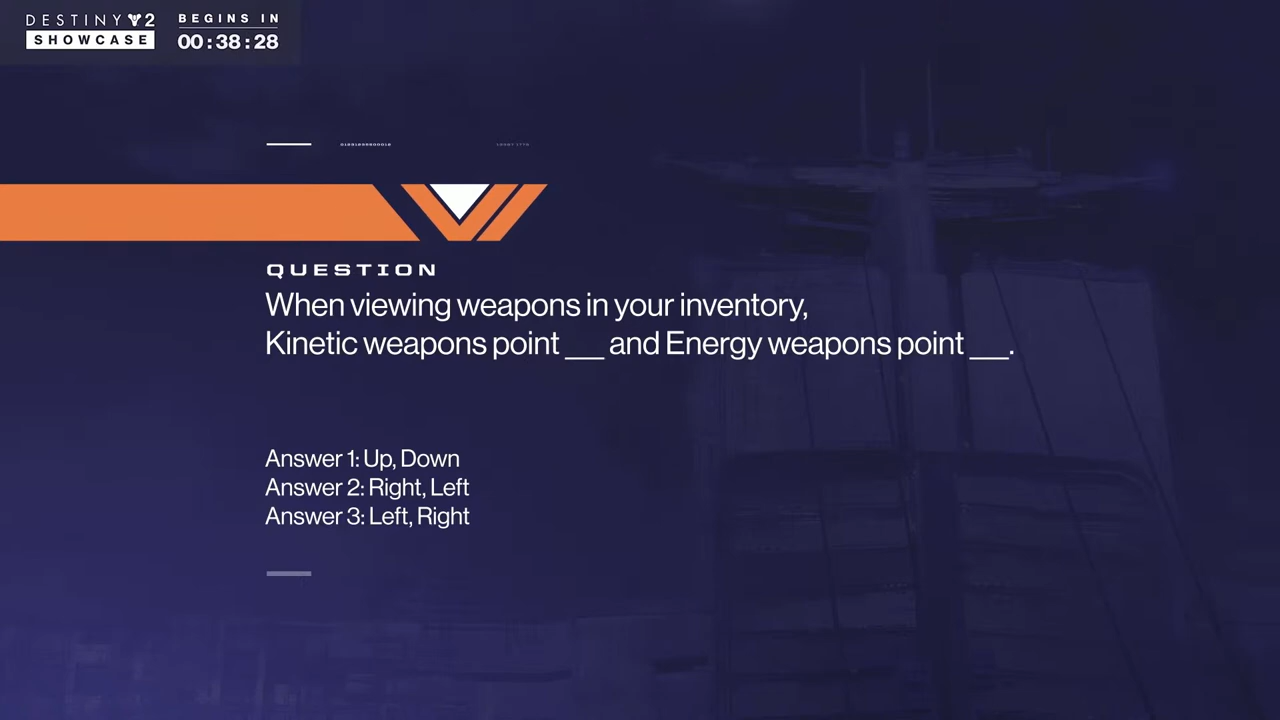 DESTINY 2
SHOWCASE
BEGINS IN
00:38:28
QUESTION
When viewing weapons in your inventory,
Kinetic weapons point ___ and Energy weapons point ___.
Answer 1: Up, Down
Answer 2: Right, Left
Answer 3: Left, Right